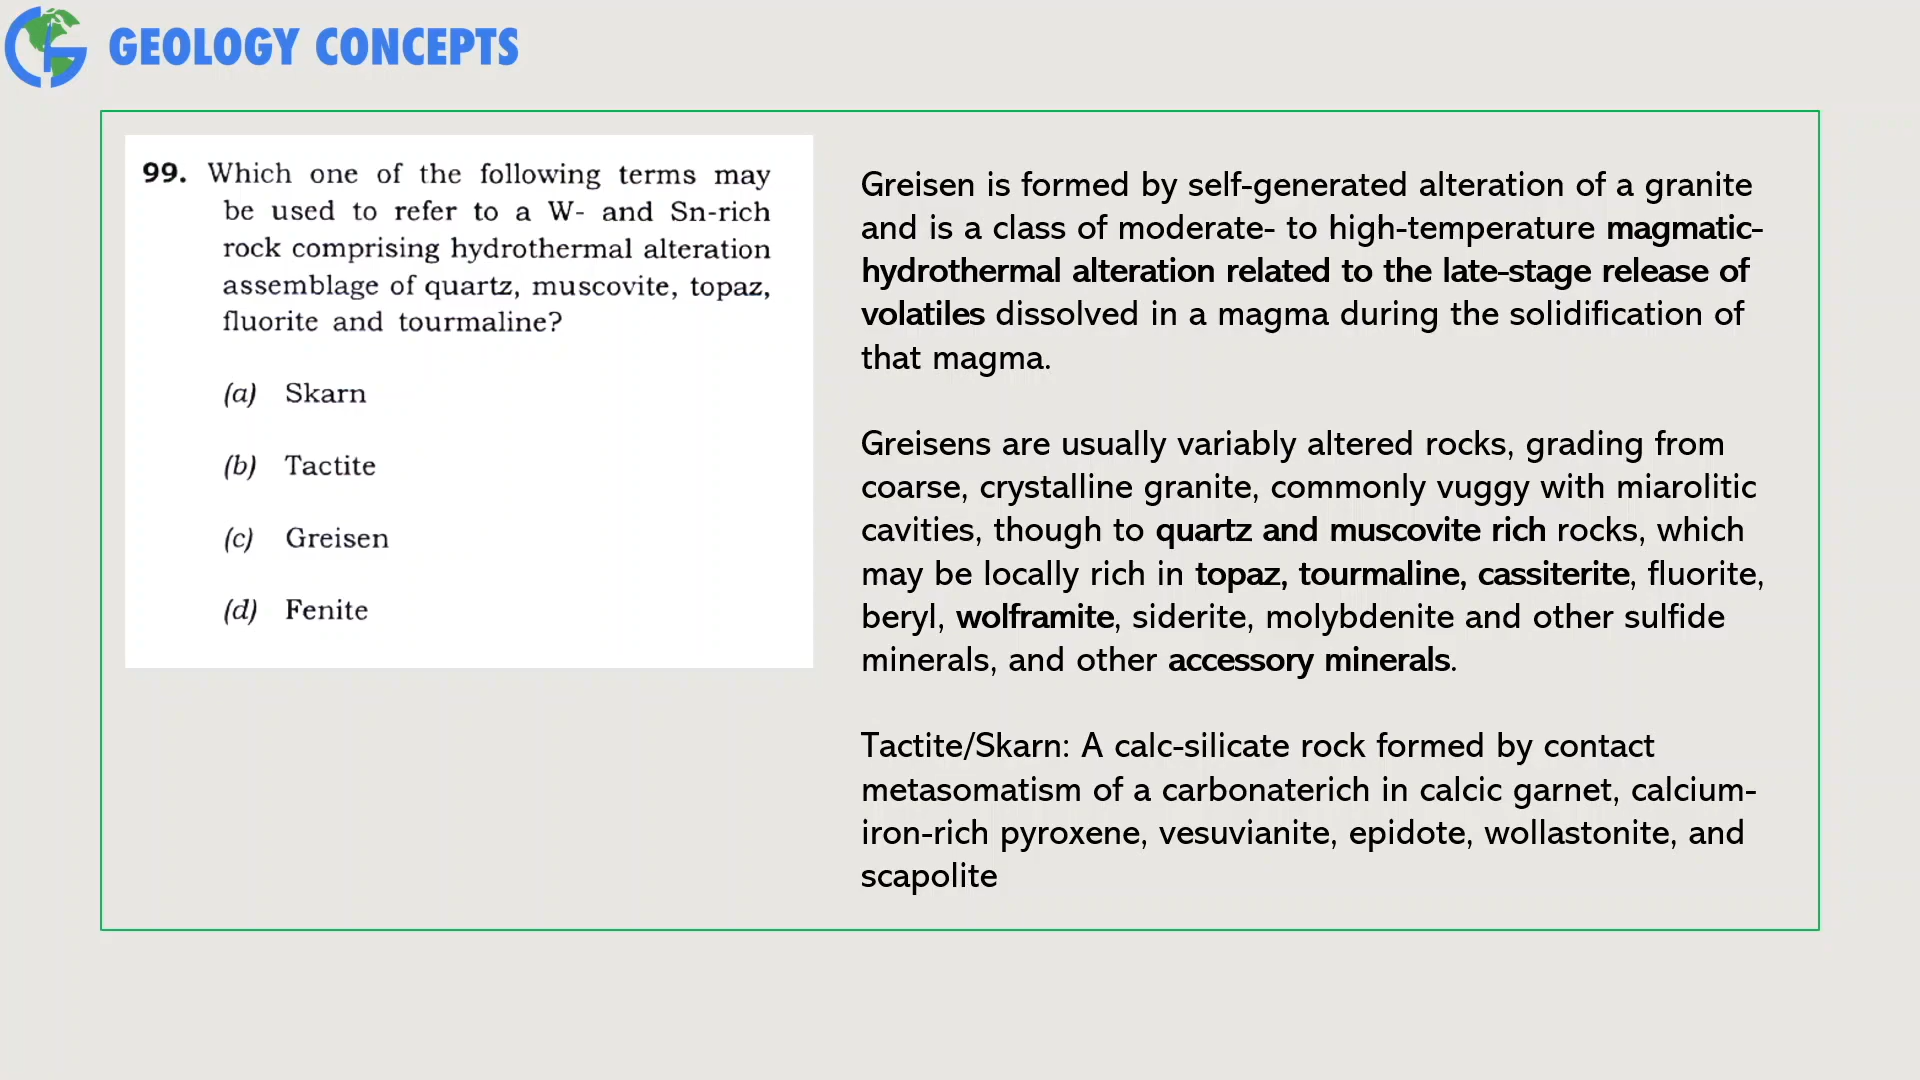 GEOLOGY CONCEPTS
99. Which one of the following terms may
be used to refer to a W- and Sn-rich
rock comprising hydrothermal alteration
assemblage of quartz, muscovite, topaz,
fluorite and tourmaline?
(a) Skarn
(b) Tactite
(c) Greisen
(d) Fenite
Greisen is formed by self-generated alteration of a granite
and is a class of moderate- to high-temperature magmatic-
hydrothermal alteration related to the late-stage release of
volatiles dissolved in a magma during the solidification of
that magma.
Greisens are usually variably altered rocks, grading from
coarse, crystalline granite, commonly vuggy with miarolitic
cavities, though to quartz and muscovite rich rocks, which
may be locally rich in topaz, tourmaline, cassiterite, fluorite,
beryl, wolframite, siderite, molybdenite and other sulfide
minerals, and other accessory minerals.
Tactite/Skarn: A calc-silicate rock formed by contact
metasomatism of a carbonaterich in calcic garnet, calcium-
iron-rich pyroxene, vesuvianite, epidote, wollastonite, and
scapolite